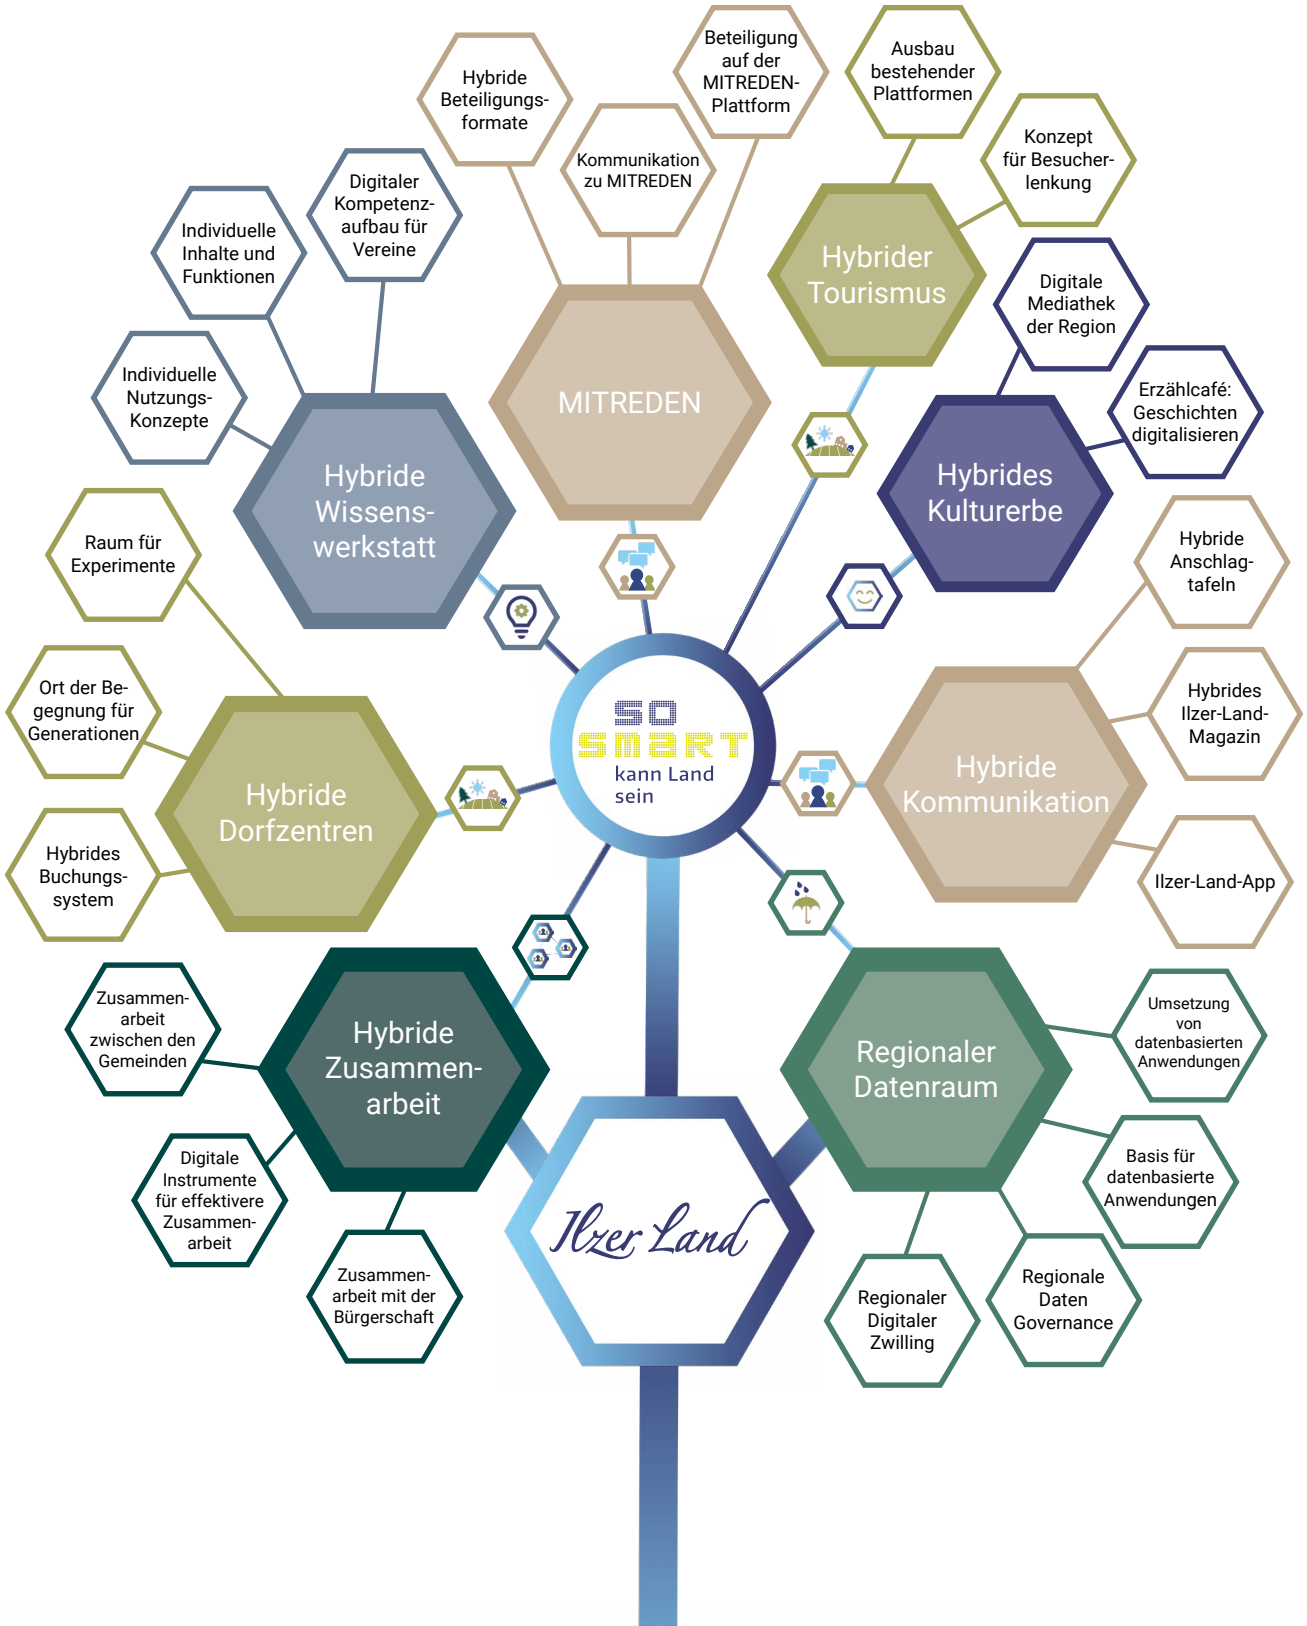 Beteiligung
auf der
MITREDEN-
Plattform
Ausbau
bestehender
Plattformen
Hybride
Beteiligungs-
formate
Kommunikation
zu MITREDEN
Konzept
für Besucher-
lenkung
Digitaler
Kompetenz-
aufbau für
Vereine
Individuelle
Inhalte und
Funktionen
Hybrider
Tourismus
Digitale
Mediathek
der Region
Individuelle
Nutzungs-
Konzepte
MITREDEN
Erzählcafé:
Geschichten
digitalisieren
Hybride
Wissens-
werkstatt
Hybrides
Kulturerbe
Raum für
Experimente
Hybride
Anschlag-
tafeln
Ort der Be-
gegnung für
Generationen
SO
SMART
kann Land
sein
Hybrides
Ilzer-Land-
Magazin
Hybride
Dorfzentren
Hybride
Kommunikation
Hybrides
Buchungs-
system
Ilzer-Land-App
Zusammen-
arbeit
zwischen den
Gemeinden
Hybride
Zusammen-
arbeit
Regionaler
Datenraum
Umsetzung
von
datenbasierten
Anwendungen
Digitale
Instrumente
für effektivere
Zusammen-
arbeit
Ilzer Land
Basis für
datenbasierte
Anwendungen
Zusammen-
arbeit mit der
Bürgerschaft
Regionaler
Digitaler
Zwilling
Regionale
Daten
Governance